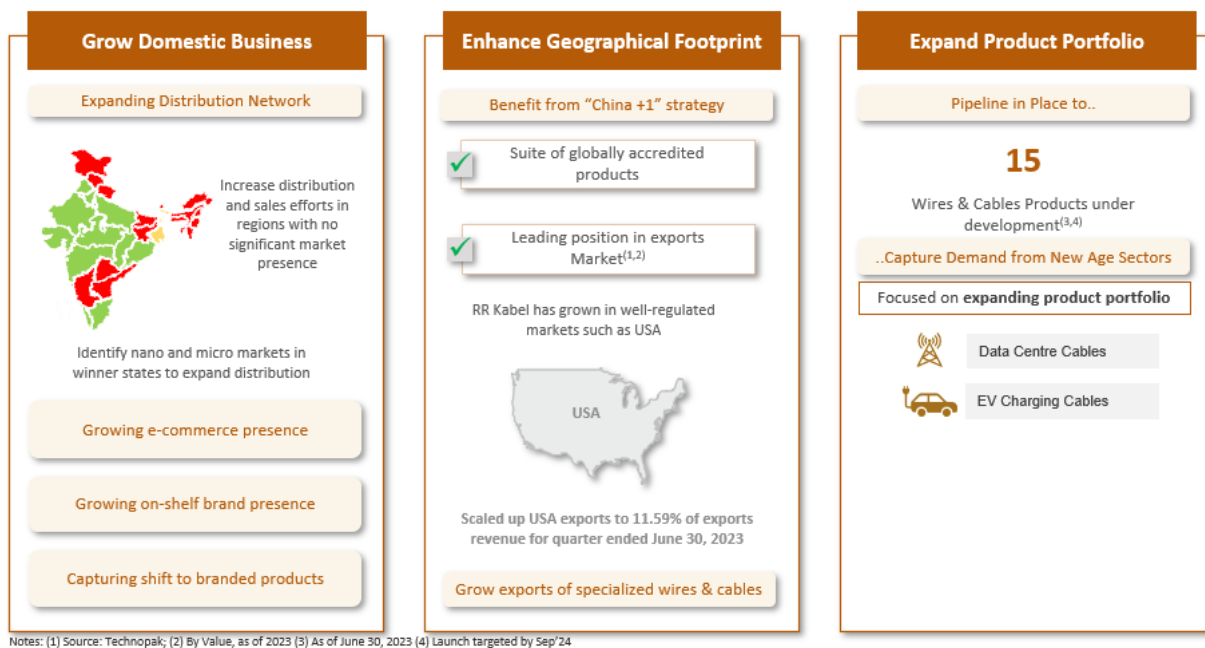 Grow Domestic Business
Expanding Distribution Network
Increase distribution
and sales efforts in
regions with no
significant market
presence
Identify nano and micro markets in
winner states to expand distribution
Growing e-commerce presence
Growing on-shelf brand presence
Capturing shift to branded products
Enhance Geographical Footprint
Benefit from “China +1” strategy
Suite of globally accredited
products
Leading position in exports
Market(1,2)
RR Kabel has grown in well-regulated
markets such as USA
USA
Scaled up USA exports to 11.59% of exports
revenue for quarter ended June 30, 2023
Grow exports of specialized wires & cables
Expand Product Portfolio
Pipeline in Place to..
15
Wires & Cables Products under
development(3,4)
..Capture Demand from New Age Sectors
Focused on expanding product portfolio
Data Centre Cables
EV Charging Cables
Notes: (1) Source: Technopak; (2) By Value, as of 2023 (3) As of June 30, 2023 (4) Launch targeted by Sep’24